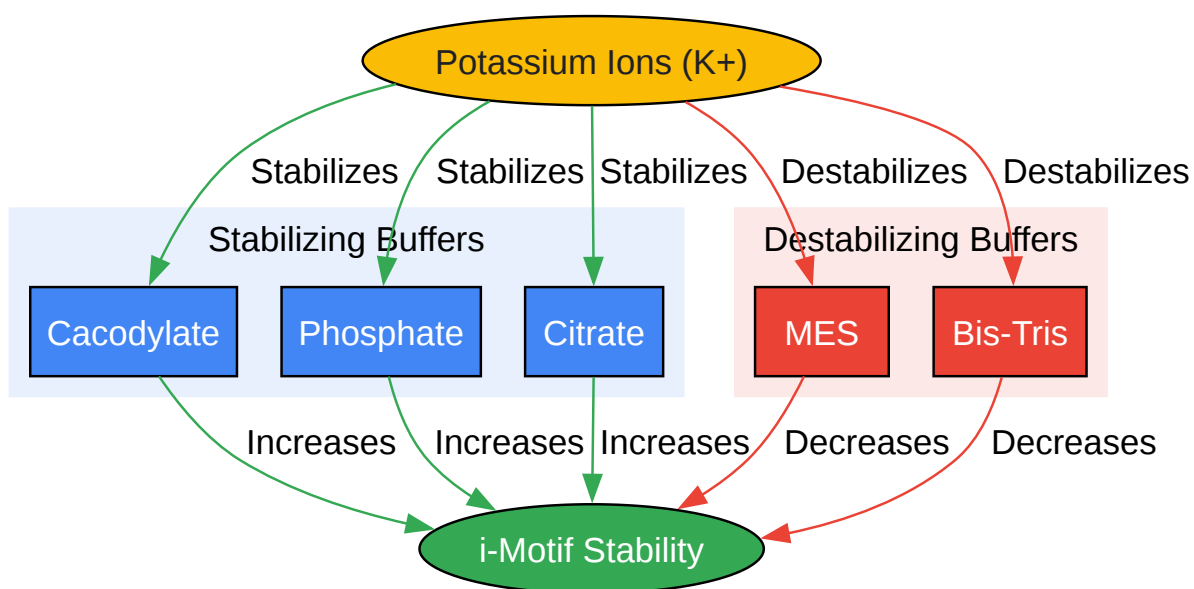 Potassium Ions (K+)
Stabilizes
Stabilizes
Stabilizes
Destabilizes
Destabilizes
Stabilizing Buffers
Destabilizing Buffers
Cacodylate
Phosphate
Citrate
MES
Bis-Tris
Increases
Increases
Increases
Decreases
Decreases
i-Motif Stability